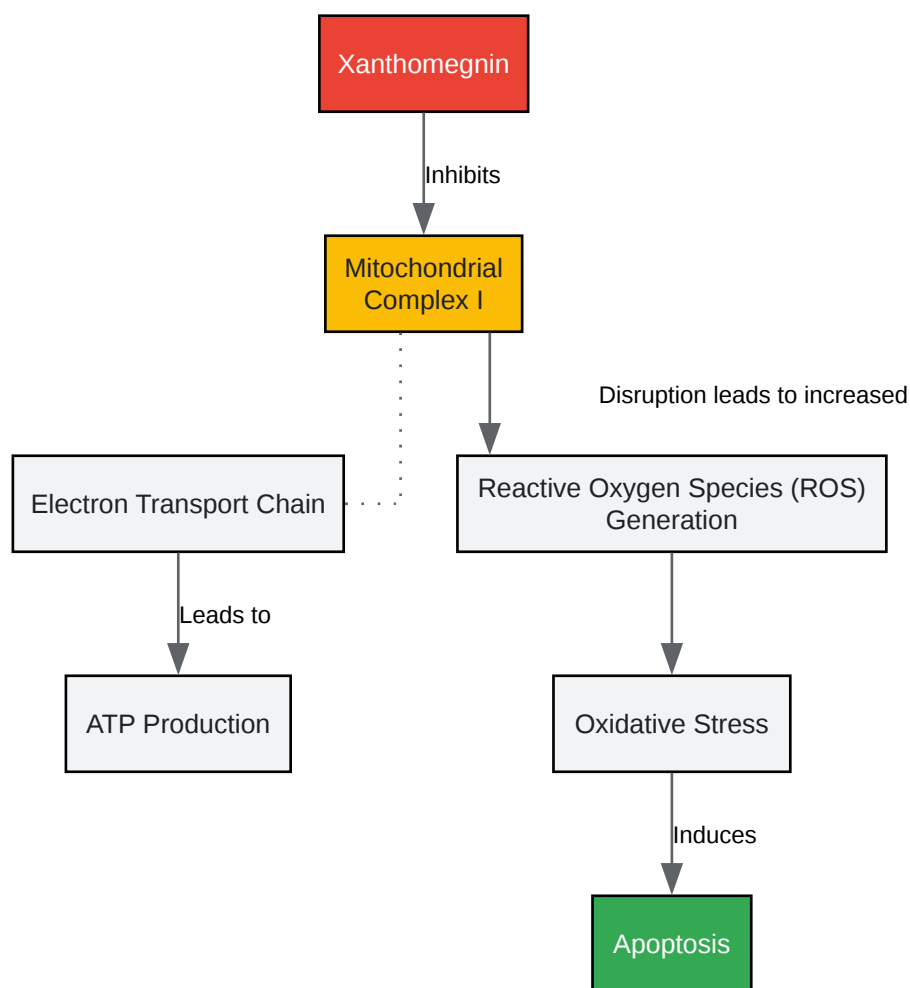 Xanthomegnin
Inhibits
Mitochondrial
Complex I
Disruption leads to increased
Electron Transport Chain
Reactive Oxygen Species (ROS)
Generation
Leads to
ATP Production
Oxidative Stress
Induces
Apoptosis